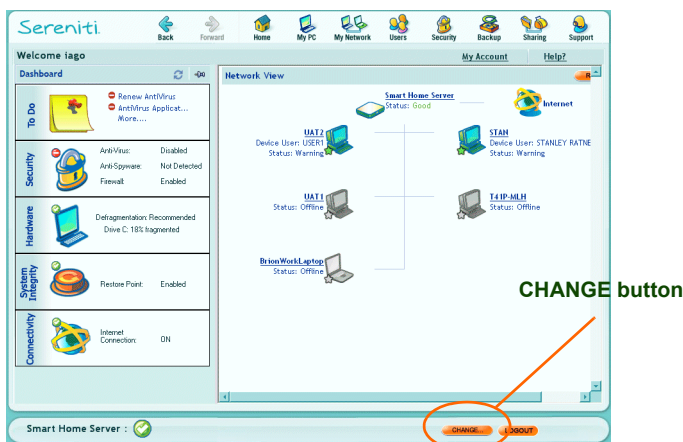 Sereniti.
Back
Forward
Home
My PC
My Network
Users
Security
Backup
Sharing
Support
Welcome iago
My Account
Help?
Dashboard
To Do
Renew AntiVirus
AntiVirus Applicat...
More....
Security
Anti-Virus: Disabled
Anti-Spyware: Not Detected
Firewall: Enabled
Hardware
Defragmentation: Recommended
Drive C: 18% fragmented
System Integrity
Restore Point: Enabled
Connectivity
Internet Connection: ON
Network View
R
Smart Home Server
Status: Good
Internet
UAT2
Device User: USER1
Status: Warning
STAN
Device User: STANLEY RATNE
Status: Warning
UAT1
Status: Offline
T41P-MLH
Status: Offline
BrionWorkLaptop
Status: Offline
CHANGE button
Smart Home Server :
CHANGE...
LOGOUT